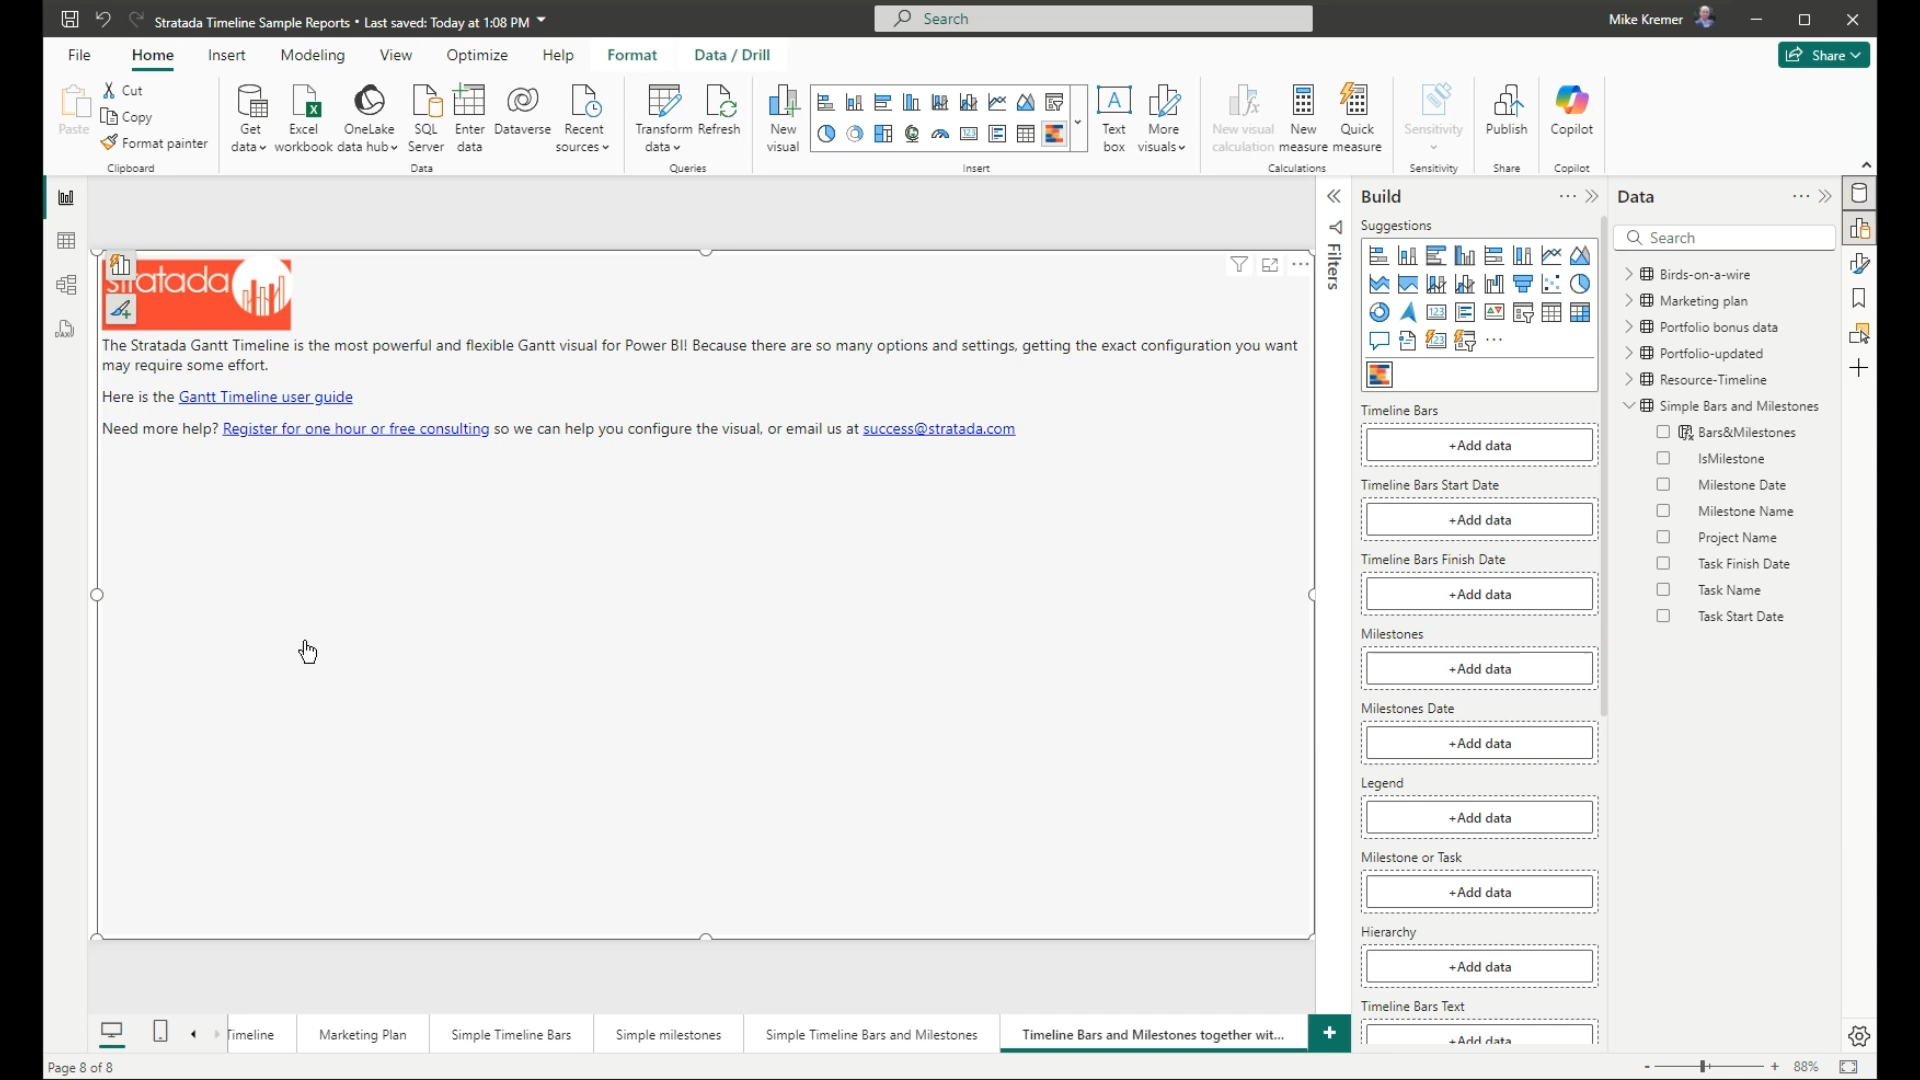 Stratada Timeline Sample Reports • Last saved: Today at 1:08 PM
Search
Mike Kremer
File
Home
Insert
Modeling
View
Optimize
Help
Format
Data / Drill
Share
Paste
Cut
Copy
Format painter
Clipboard
Get data
Excel workbook
OneLake data hub
SQL Server
Enter data
Dataverse
Recent sources
Data
Transform data
Refresh
Queries
New visual
Text box
More visuals
Insert
New visual calculation
New measure
Quick measure
Calculations
Sensitivity
Sensitivity
Publish
Share
Copilot
Copilot
stratada
The Stratada Gantt Timeline is the most powerful and flexible Gantt visual for Power BI! Because there are so many options and settings, getting the exact configuration you want
may require some effort.
Here is the Gantt Timeline user guide
Need more help? Register for one hour or free consulting so we can help you configure the visual, or email us at success@stratada.com
Filters
Build
Suggestions
Timeline Bars
+Add data
Timeline Bars Start Date
+Add data
Timeline Bars Finish Date
+Add data
Milestones
+Add data
Milestones Date
+Add data
Legend
+Add data
Milestone or Task
+Add data
Hierarchy
+Add data
Timeline Bars Text
+Add data
Data
Search
Birds-on-a-wire
Marketing plan
Portfolio bonus data
Portfolio-updated
Resource-Timeline
Simple Bars and Milestones
Bars&Milestones
IsMilestone
Milestone Date
Milestone Name
Project Name
Task Finish Date
Task Name
Task Start Date
Timeline
Marketing Plan
Simple Timeline Bars
Simple milestones
Simple Timeline Bars and Milestones
Timeline Bars and Milestones together wit...
Page 8 of 8
88%